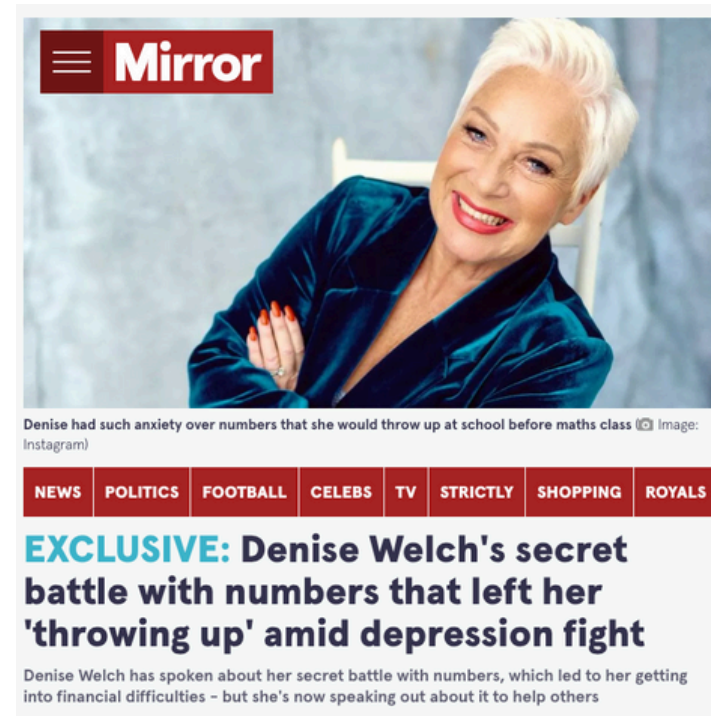 Mirror
Denise had such anxiety over numbers that she would throw up at school before maths class (Image:
Instagram)
NEWS POLITICS FOOTBALL CELEBS TV STRICTLY SHOPPING ROYALS
EXCLUSIVE: Denise Welch's secret
battle with numbers that left her
'throwing up' amid depression fight
Denise Welch has spoken about her secret battle with numbers, which led to her getting
into financial difficulties - but she's now speaking out about it to help others